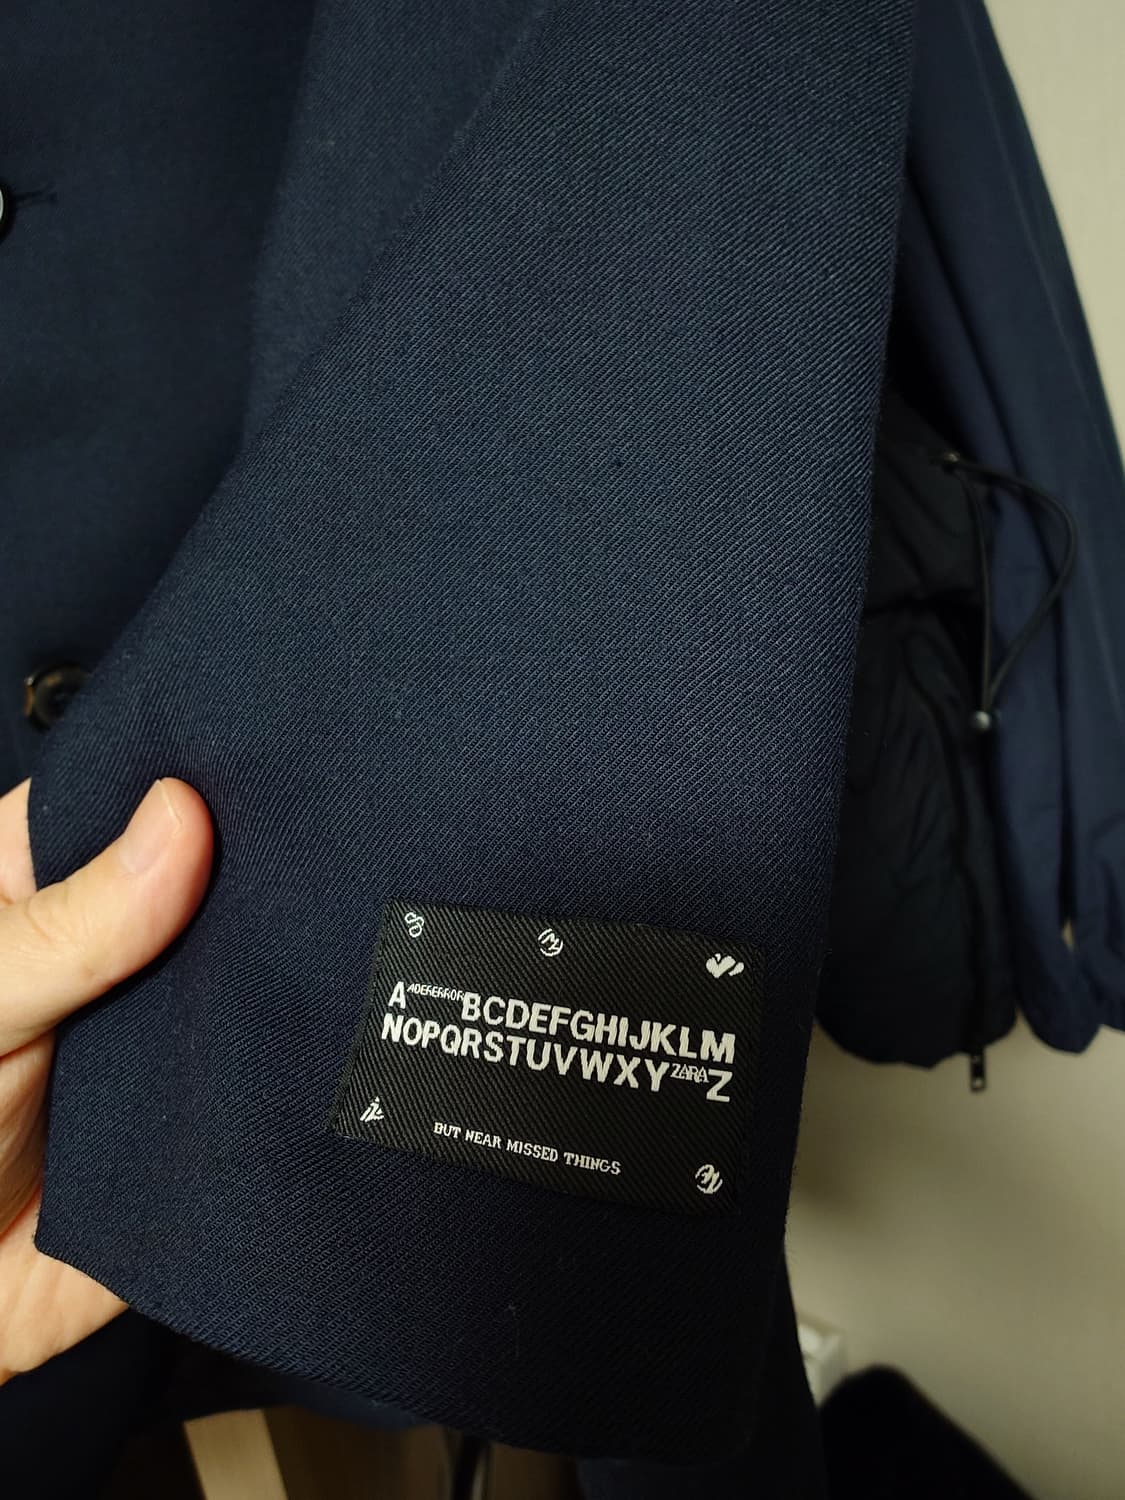 A ADERERROR BCDEFGHIJKLM
NOPQRSTUVWXY ZARA Z
BUT NEAR MISSED THINGS